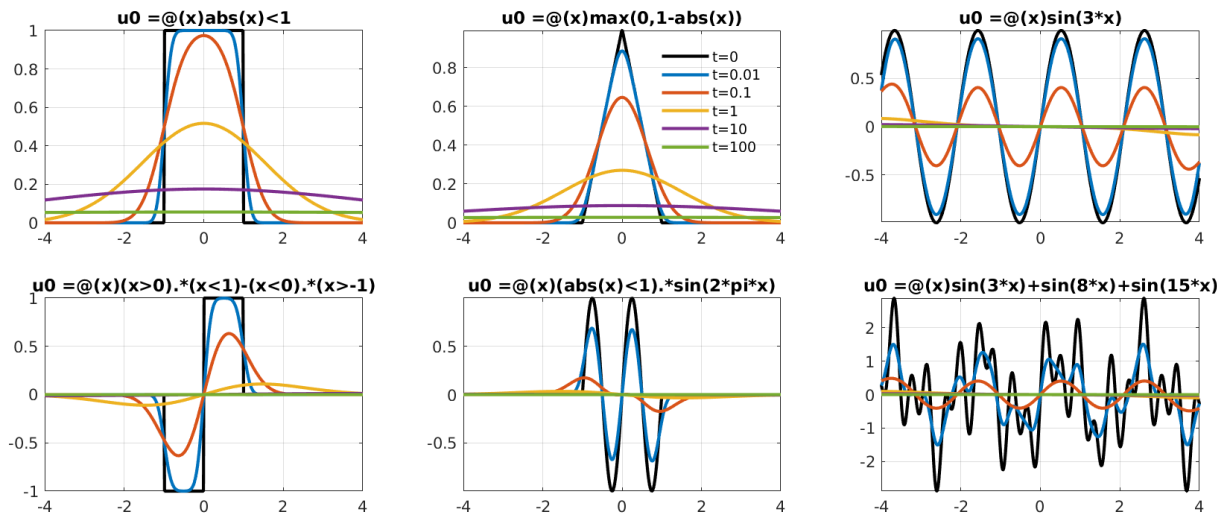 u0 =@(x)abs(x)<1
1
0.8
0.6
0.4
0.2
0
-4 -2 0 2 4
u0 =@(x)max(0,1-abs(x))
0.8
0.6
0.4
0.2
0
-4 -2 0 2 4
t=0
t=0.01
t=0.1
t=1
t=10
t=100
u0 =@(x)sin(3*x)
0.5
0
-0.5
-4 -2 0 2 4
u0 =@(x)(x>0).*(x<1)-(x<0).*(x>-1)
1
0.5
0
-0.5
-1
-4 -2 0 2 4
u0 =@(x)(abs(x)<1).*sin(2*pi*x)
0.5
0
-0.5
-4 -2 0 2 4
u0 =@(x)sin(3*x)+sin(8*x)+sin(15*x)
2
1
0
-1
-2
-4 -2 0 2 4